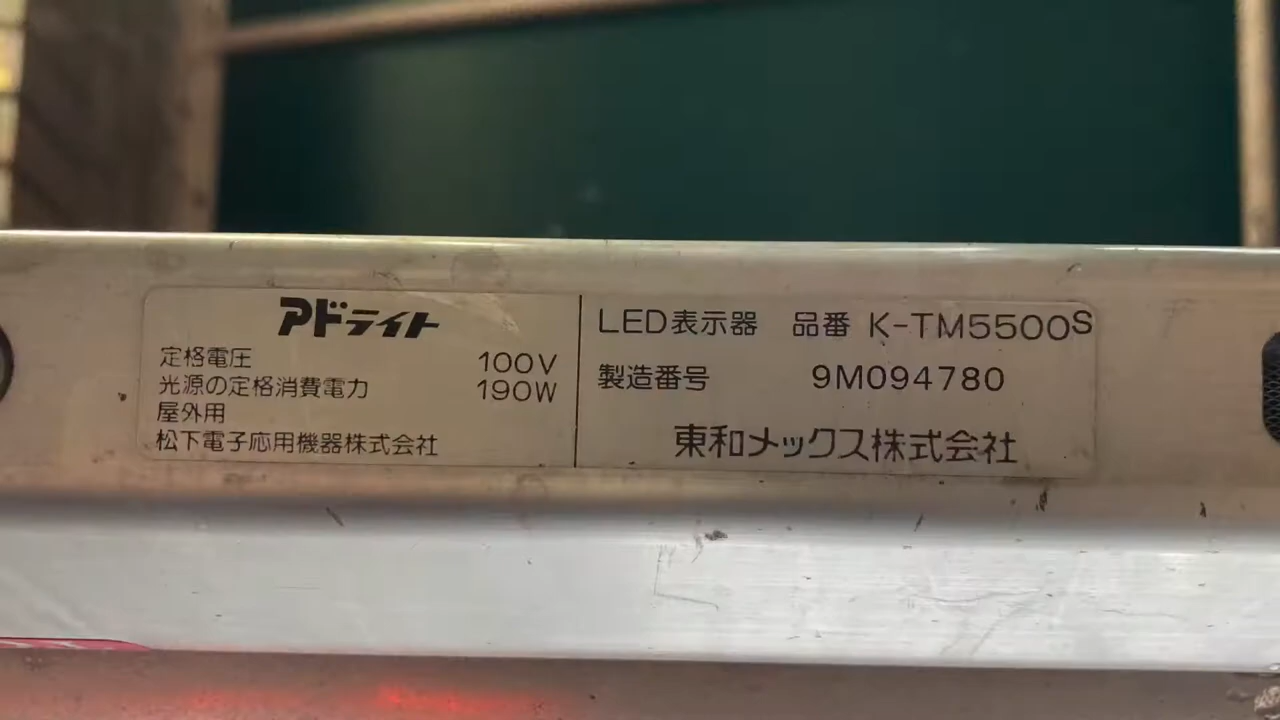 アドライト
定格電圧 100V
光源の定格消費電力 190W
屋外用
松下電子応用機器株式会社
LED表示器 品番 K-TM5500S
製造番号 9M094780
東和メックス株式会社